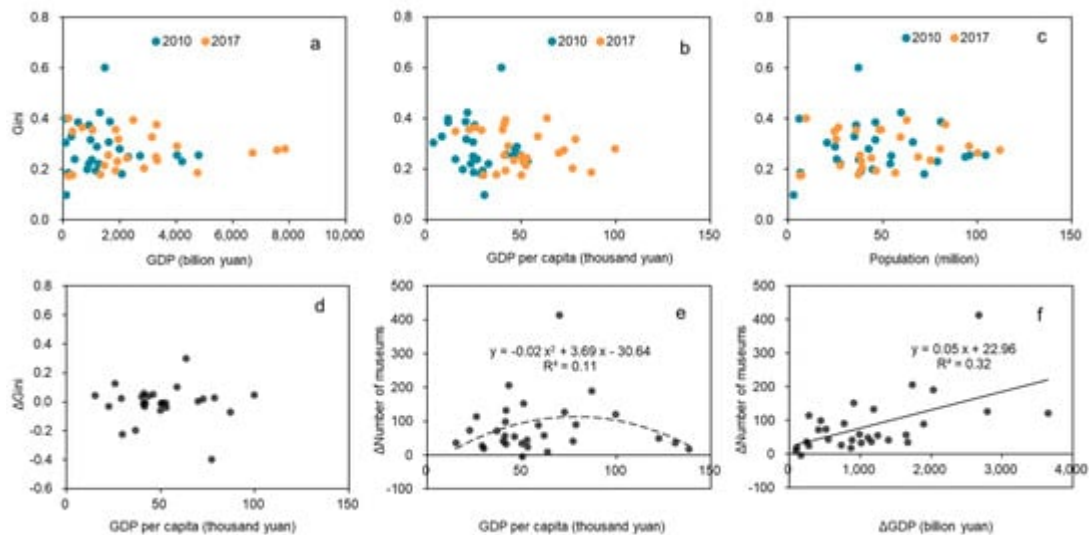 0.8
0.6
0.4
0.2
0.0
Gini
2010 2017
a
0 2,000 4,000 6,000 8,000 10,000
GDP (billion yuan)
0.8
0.6
0.4
0.2
0.0
2010 2017
b
0 50 100 150
GDP per capita (thousand yuan)
0.8
0.6
0.4
0.2
0.0
2010 2017
c
0 50 100 150
Population (million)
0.8
0.6
0.4
0.2
0.0
-0.2
-0.4
-0.6
ΔGini
d
0 50 100 150
GDP per capita (thousand yuan)
500
400
300
200
100
0
-100
ΔNumber of museums
e
y = -0.02 x² + 3.69 x - 30.64
R² = 0.11
0 50 100 150
GDP per capita (thousand yuan)
500
400
300
200
100
0
-100
ΔNumber of museums
f
y = 0.05 x + 22.96
R² = 0.32
0 1,000 2,000 3,000 4,000
ΔGDP (billion yuan)